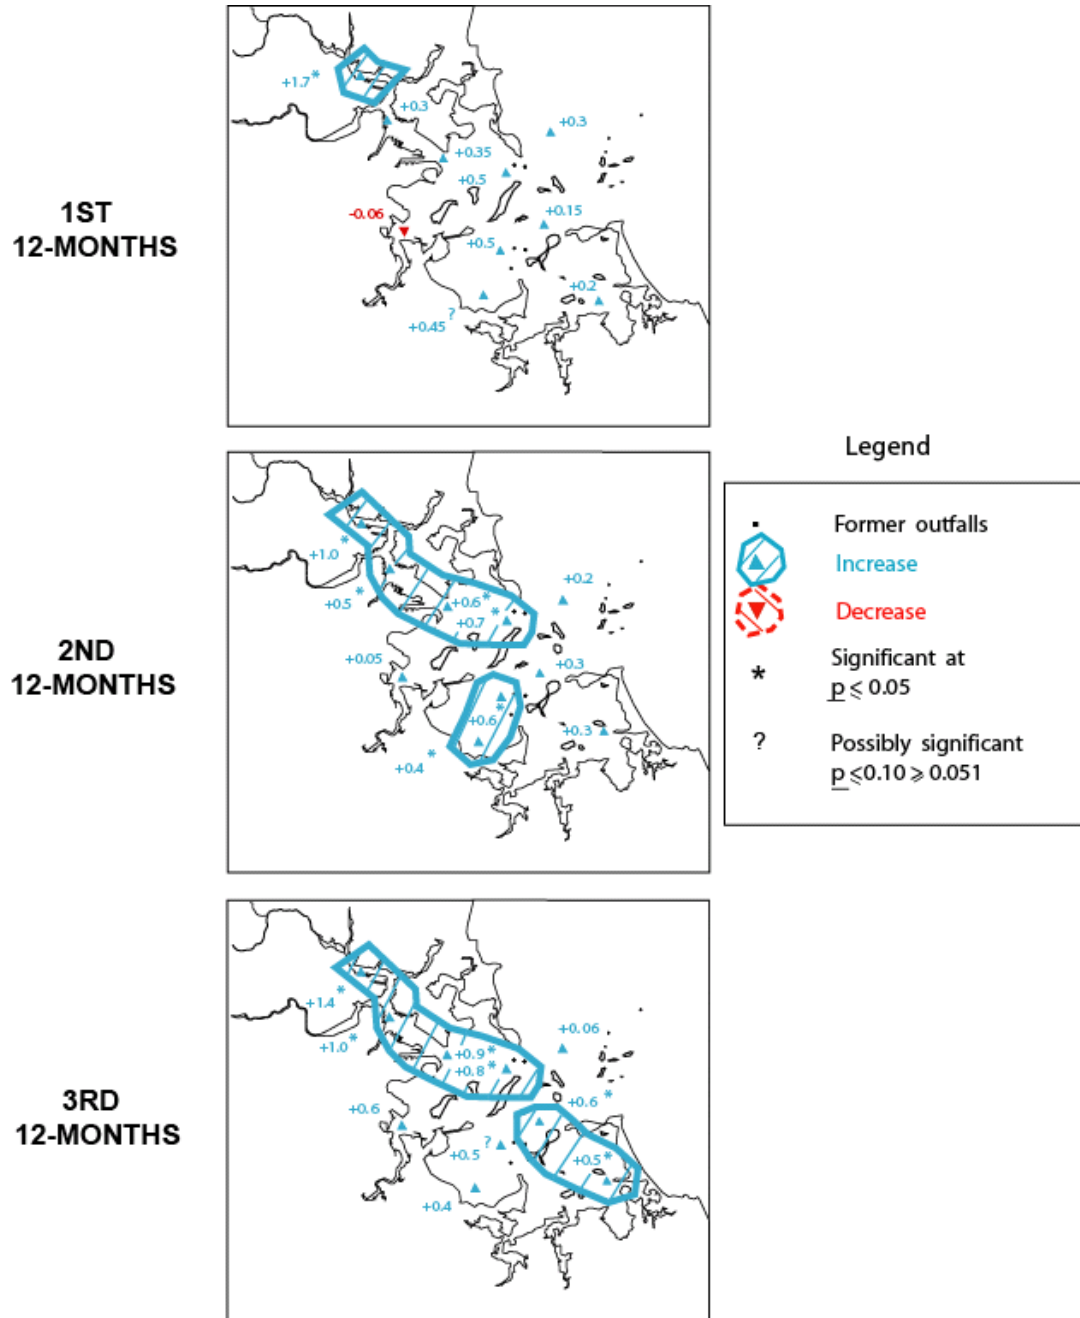 1ST
12-MONTHS
+1.7*
+0.3
+0.3
+0.35
+0.5
-0.06
+0.15
+0.5
+0.2
?
+0.45
2ND
12-MONTHS
*
+1.0
+0.2
+0.5*
+0.6*
+0.7*
+0.05
+0.3
*
+0.6
+0.3
+0.4*
Legend
Former outfalls
Increase
Decrease
* Significant at
p ⩽ 0.05
? Possibly significant
p ⩽0.10 ⩾ 0.051
3RD
12-MONTHS
+1.4*
+0.06
+1.0*
+0.9*
+0.8*
+0.6*
+0.6
?
+0.5
+0.5*
+0.4